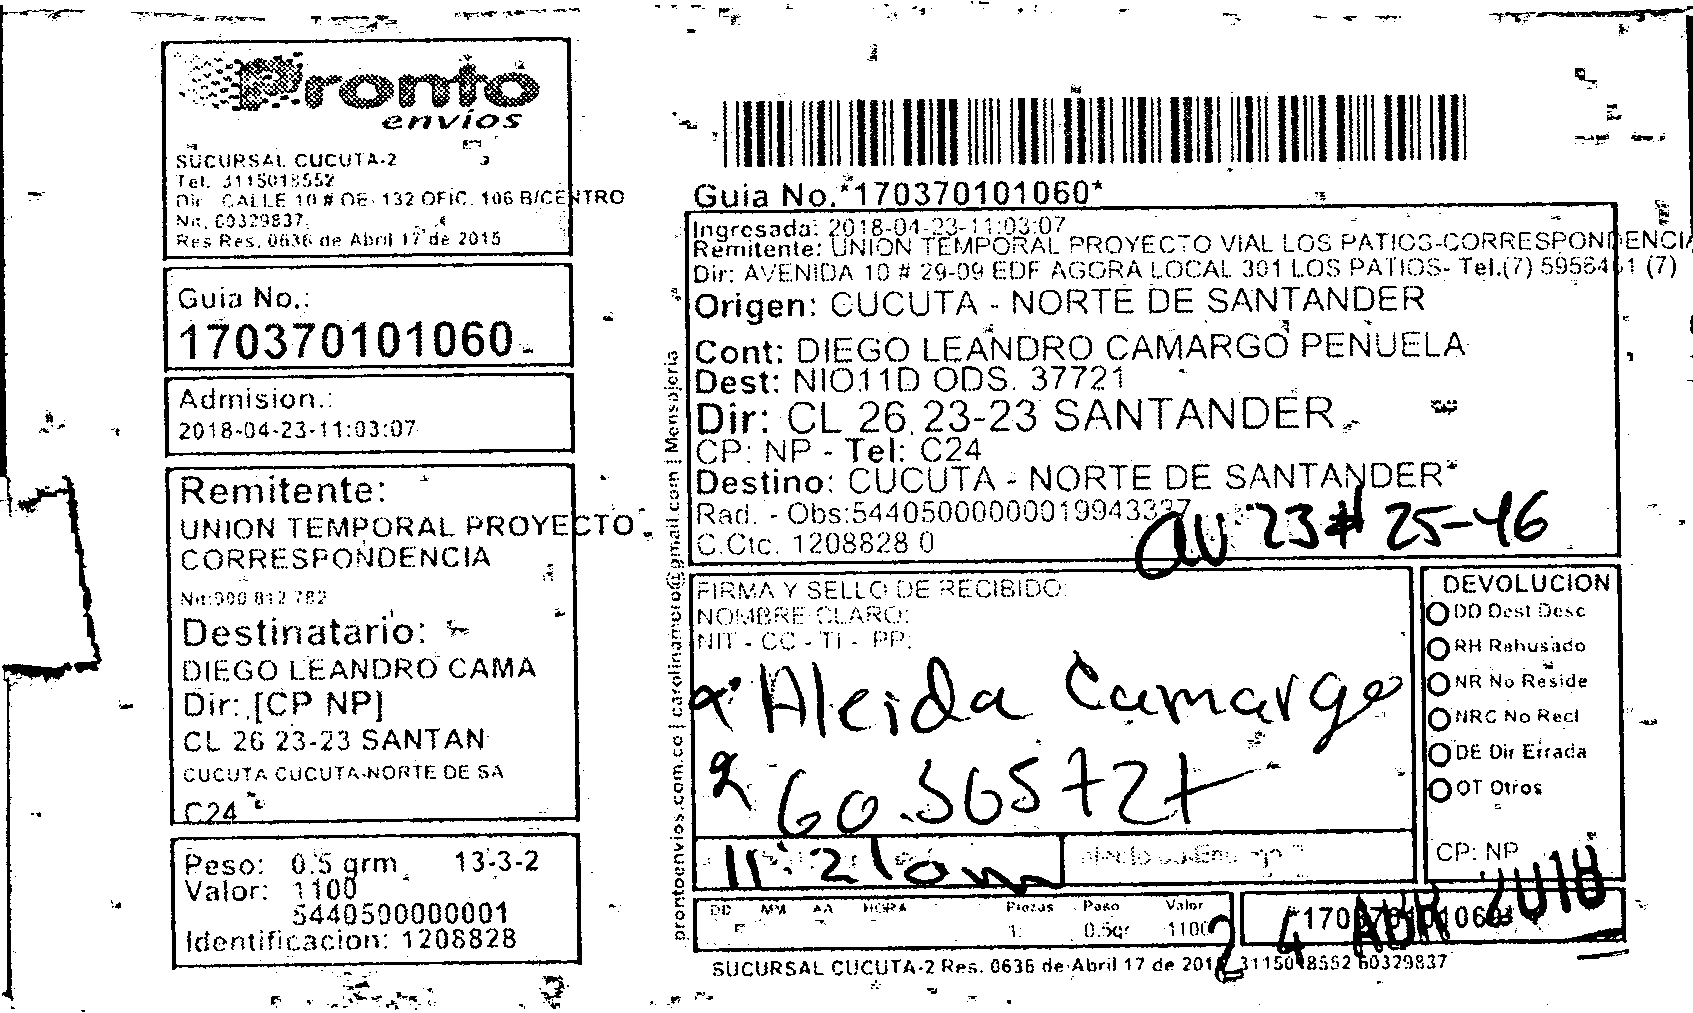 Pronto
envios
SUCURSAL CUCUTA-2
Tel. 3115018552
Dir. CALLE 10 # OE- 132 OFIC. 106 B/CENTRO
Nit. 60329837
Res Res. 0636 de Abril 17 de 2015
Guia No.:
170370101060
Admision.:
2018-04-23-11:03:07
Remitente:
UNION TEMPORAL PROYECTO
CORRESPONDENCIA
Nit:900 812 782
Destinatario:
DIEGO LEANDRO CAMA
Dir: [CP NP]
CL 26 23-23 SANTAN
CUCUTA CUCUTA-NORTE DE SA
C24
Peso: 0.5 grm 13-3-2
Valor: 1100
5440500000001
Identificacion: 1208828
prontoenvios.com.co | carolinamoro@gmail.com | Mensajeria
Guia No.*170370101060*
Ingresada: 2018-04-23-11:03:07
Remitente: UNION TEMPORAL PROYECTO VIAL LOS PATIOS-CORRESPONDENCIA
Dir: AVENIDA 10 # 29-09 EDF AGORA LOCAL 301 LOS PATIOS- Tel.(7) 5956461 (7)
Origen: CUCUTA - NORTE DE SANTANDER
Cont: DIEGO LEANDRO CAMARGO PENUELA
Dest: NIO11D ODS. 37721
Dir: CL 26 23-23 SANTANDER
CP: NP - Tel: C24
Destino: CUCUTA - NORTE DE SANTANDER
Rad. - Obs:54405000000019943337
C.Ctc. 1208828 0
av 23# 25-46
FIRMA Y SELLO DE RECIBIDO:
NOMBRE CLARO:
NIT - CC - TI - PP:
Aleida Camargo
60.365727
11:21am
DEVOLUCION
DD Dest Desc
RH Rehusado
NR No Reside
NRC No Recl
DE Dir Errada
OT Otros
CP: NP
DD MM AA HORA Piezas Peso Valor
1 0.5gr 1100
*170370101060*
24 ABR 2018
SUCURSAL CUCUTA-2 Res. 0636 de Abril 17 de 2015 3115018552 60329837